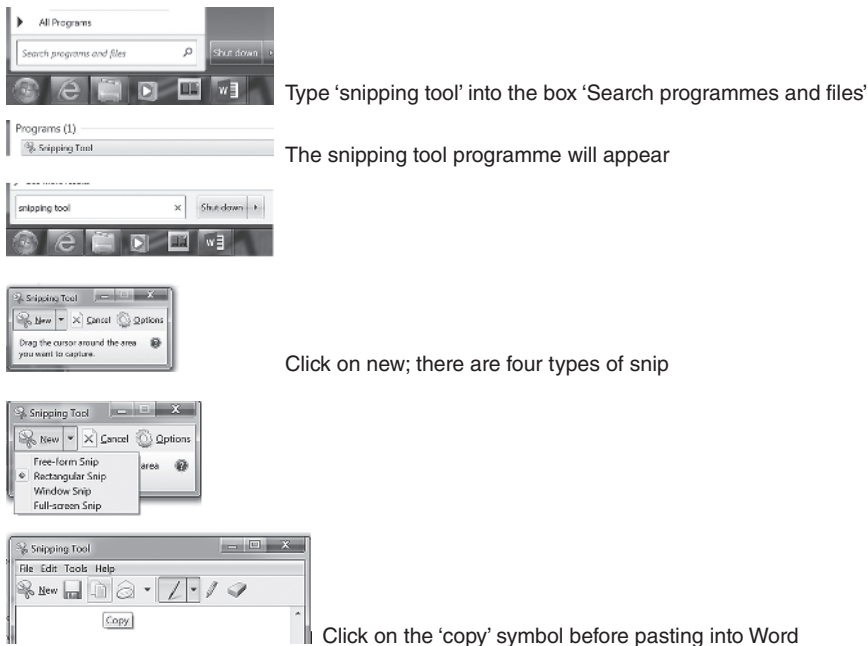 All Programs
Search programs and files
Shut down
Type ‘snipping tool’ into the box ‘Search programmes and files’
Programs (1)
Snipping Tool
The snipping tool programme will appear
snipping tool
Shut down
Snipping Tool
New Cancel Options
Drag the cursor around the area
you want to capture.
Click on new; there are four types of snip
Snipping Tool
New Cancel Options
Free-form Snip
area
Rectangular Snip
Window Snip
Full-screen Snip
Snipping Tool
File Edit Tools Help
New
Copy
Click on the ‘copy’ symbol before pasting into Word